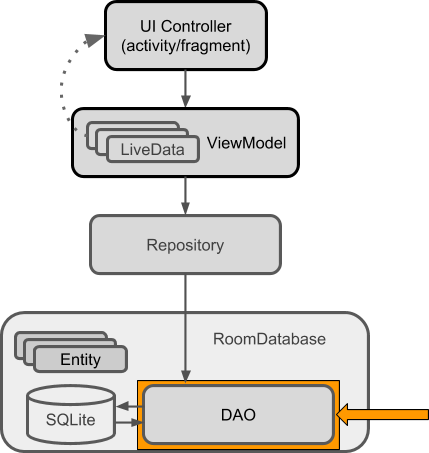 UI Controller
(activity/fragment)
LiveData
ViewModel
Repository
RoomDatabase
Entity
SQLite
DAO